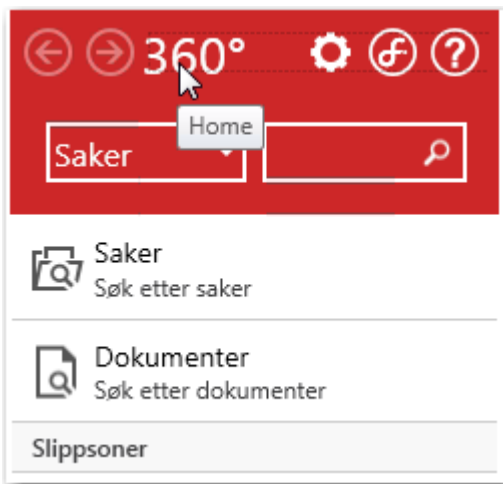 360°
Home
Saker
Saker
Søk etter saker
Dokumenter
Søk etter dokumenter
Slippsoner